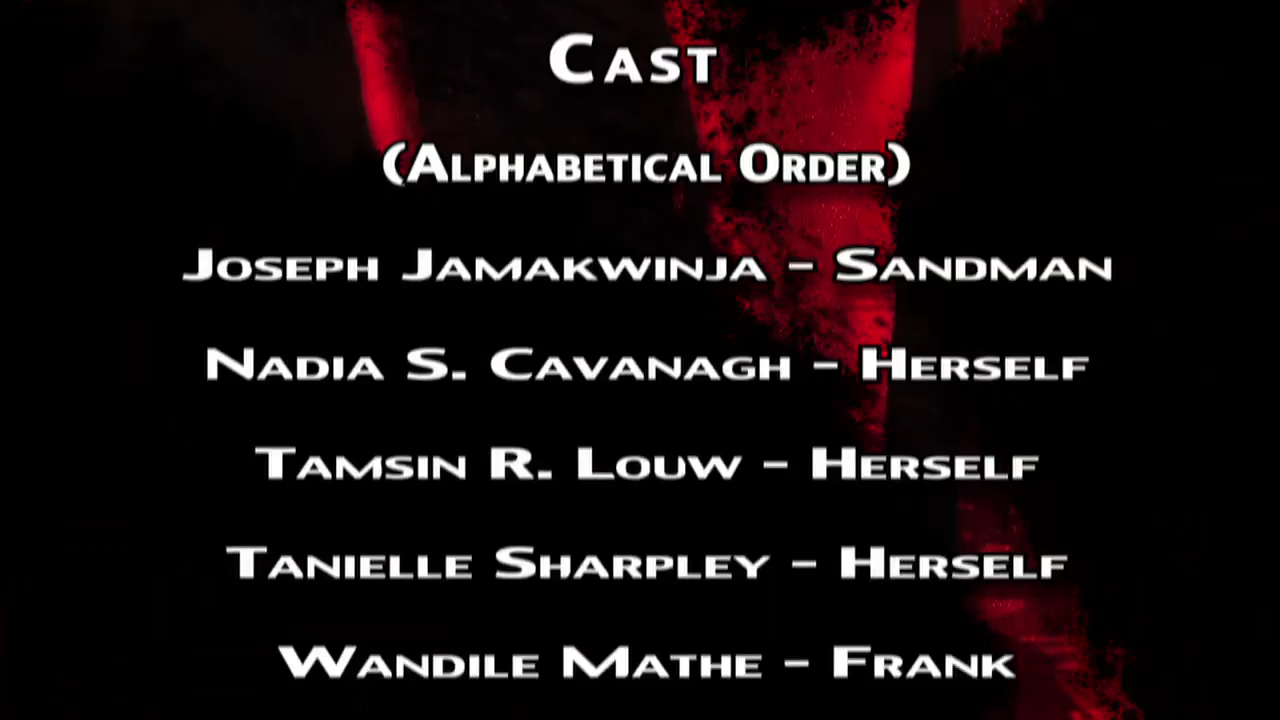 Cast
(Alphabetical Order)
Joseph Jamakwinja - Sandman
Nadia S. Cavanagh - Herself
Tamsin R. Louw - Herself
Tanielle Sharpley - Herself
Wandile Mathe - Frank